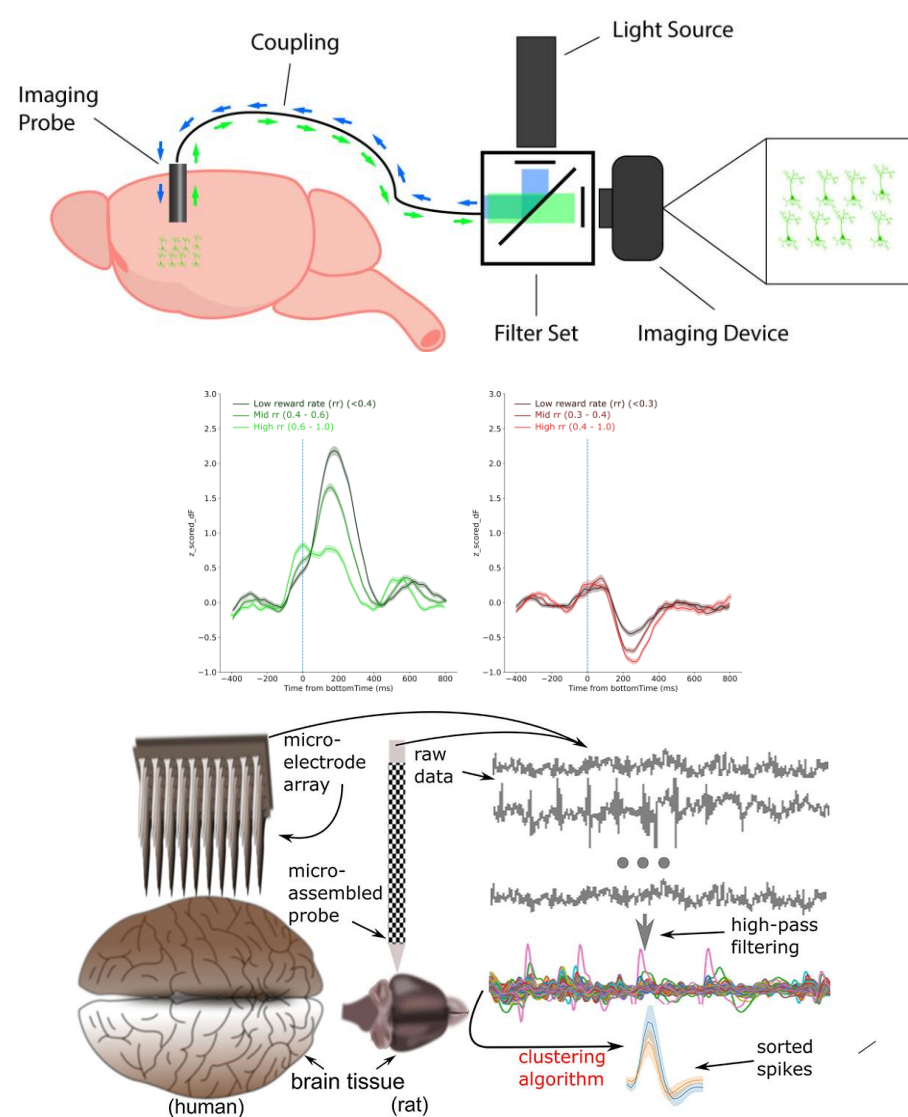 Light Source
Coupling
Imaging
Probe
Filter Set
Imaging Device
3.0
2.5
2.0
1.5
1.0
0.5
0.0
−0.5
−1.0
z_scored_dF
Low reward rate (rr) (<0.4)
Mid rr (0.4 - 0.6)
High rr (0.6 - 1.0)
−400
−200
0
200
400
600
800
Time from bottomTime (ms)
3.0
2.5
2.0
1.5
1.0
0.5
0.0
−0.5
−1.0
z_scored_dF
Low reward rate (rr) (<0.3)
Mid rr (0.3 - 0.4)
High rr (0.4 - 1.0)
−400
−200
0
200
400
600
800
Time from bottomTime (ms)
micro-
electrode
array
raw
data
micro-
assembled
probe
high-pass
filtering
clustering
algorithm
sorted
spikes
brain tissue
(human)
(rat)